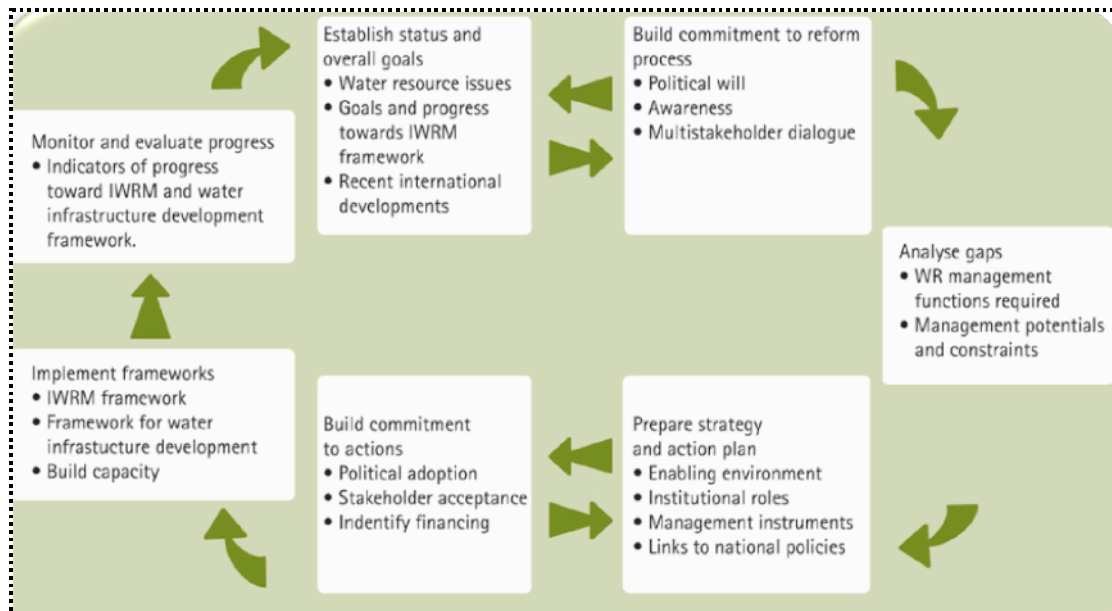 Establish status and
overall goals
• Water resource issues
• Goals and progress
towards IWRM
framework
• Recent international
developments
Build commitment to reform
process
• Political will
• Awareness
• Multistakeholder dialogue
Analyse gaps
• WR management
functions required
• Management potentials
and constraints
Prepare strategy
and action plan
• Enabling environment
• Institutional roles
• Management instruments
• Links to national policies
Build commitment
to actions
• Political adoption
• Stakeholder acceptance
• Indentify financing
Implement frameworks
• IWRM framework
• Framework for water
infrastucture development
• Build capacity
Monitor and evaluate progress
• Indicators of progress
toward IWRM and water
infrastructure development
framework.